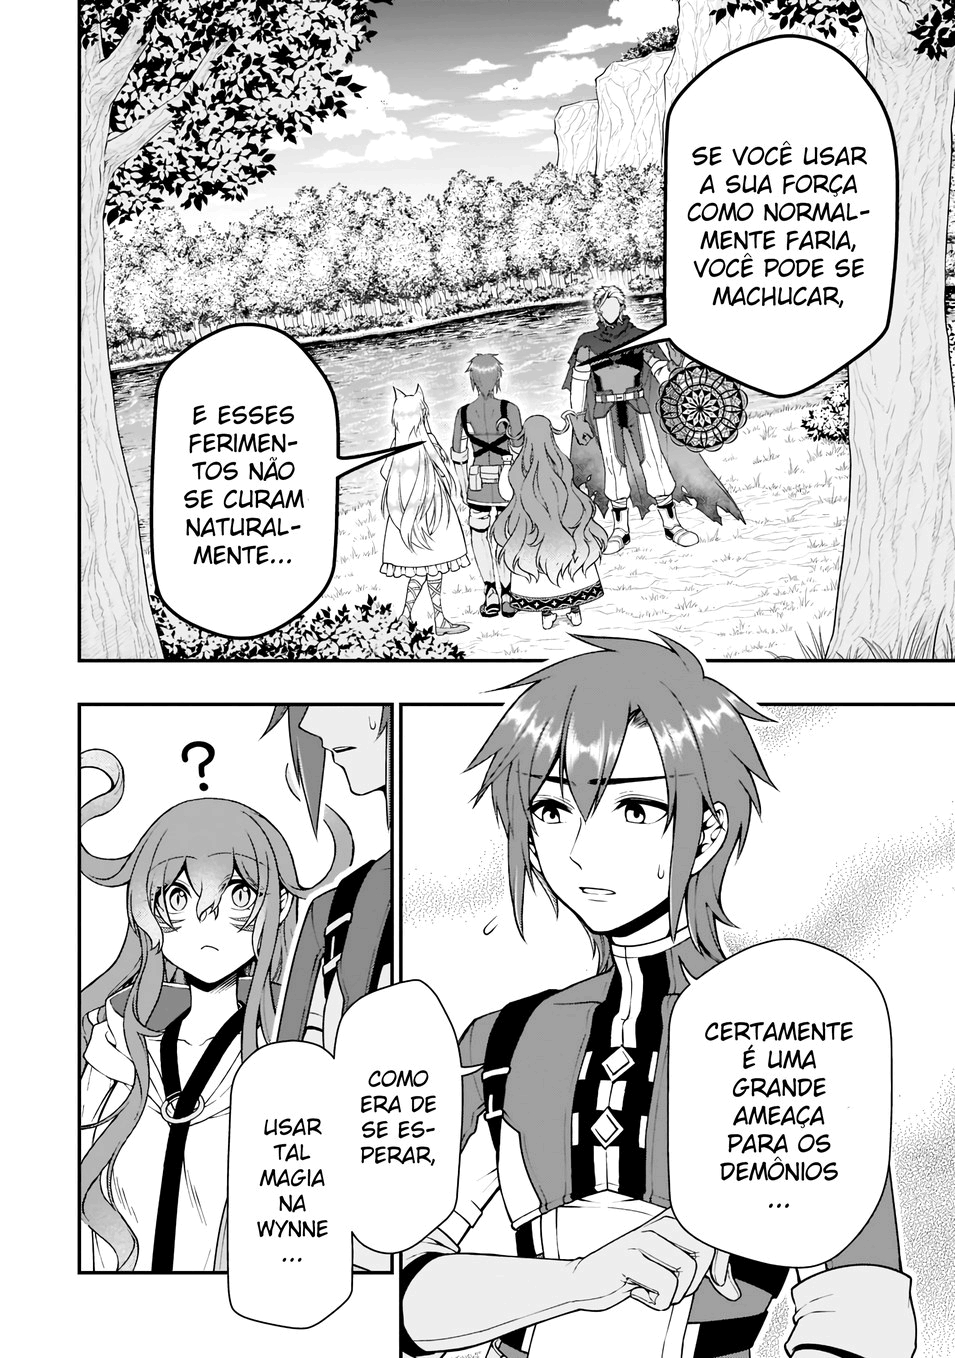 SE VOCÊ USAR
A SUA FORÇA
COMO NORMAL-
MENTE FARIA,
VOCÊ PODE SE
MACHUCAR,
E ESSES
FERIMEN-
TOS NÃO
SE CURAM
NATURAL-
MENTE...
CERTAMENTE
É UMA
GRANDE
AMEAÇA
PARA OS
DEMÔNIOS
...
?
COMO
ERA DE
SE ES-
PERAR,
USAR
TAL
MAGIA
NA
WYNNE
...